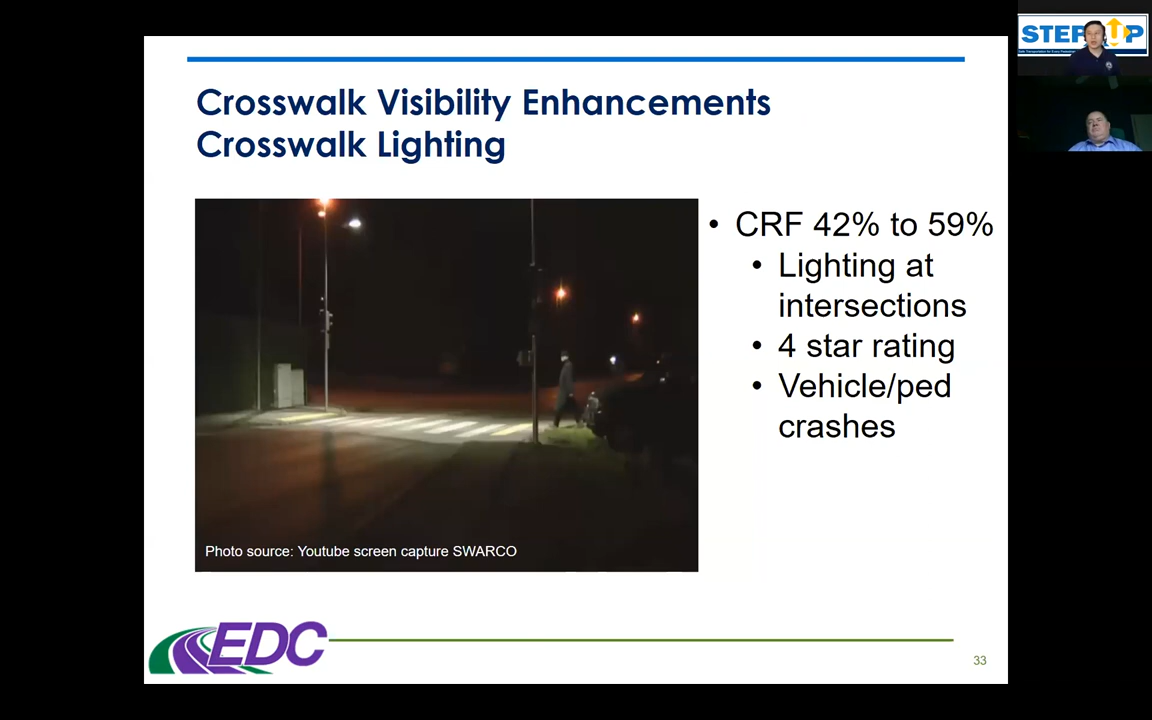 STEP UP
Crosswalk Visibility Enhancements
Crosswalk Lighting
• CRF 42% to 59%
• Lighting at
intersections
• 4 star rating
• Vehicle/ped
crashes
Photo source: Youtube screen capture SWARCO
EDC
33